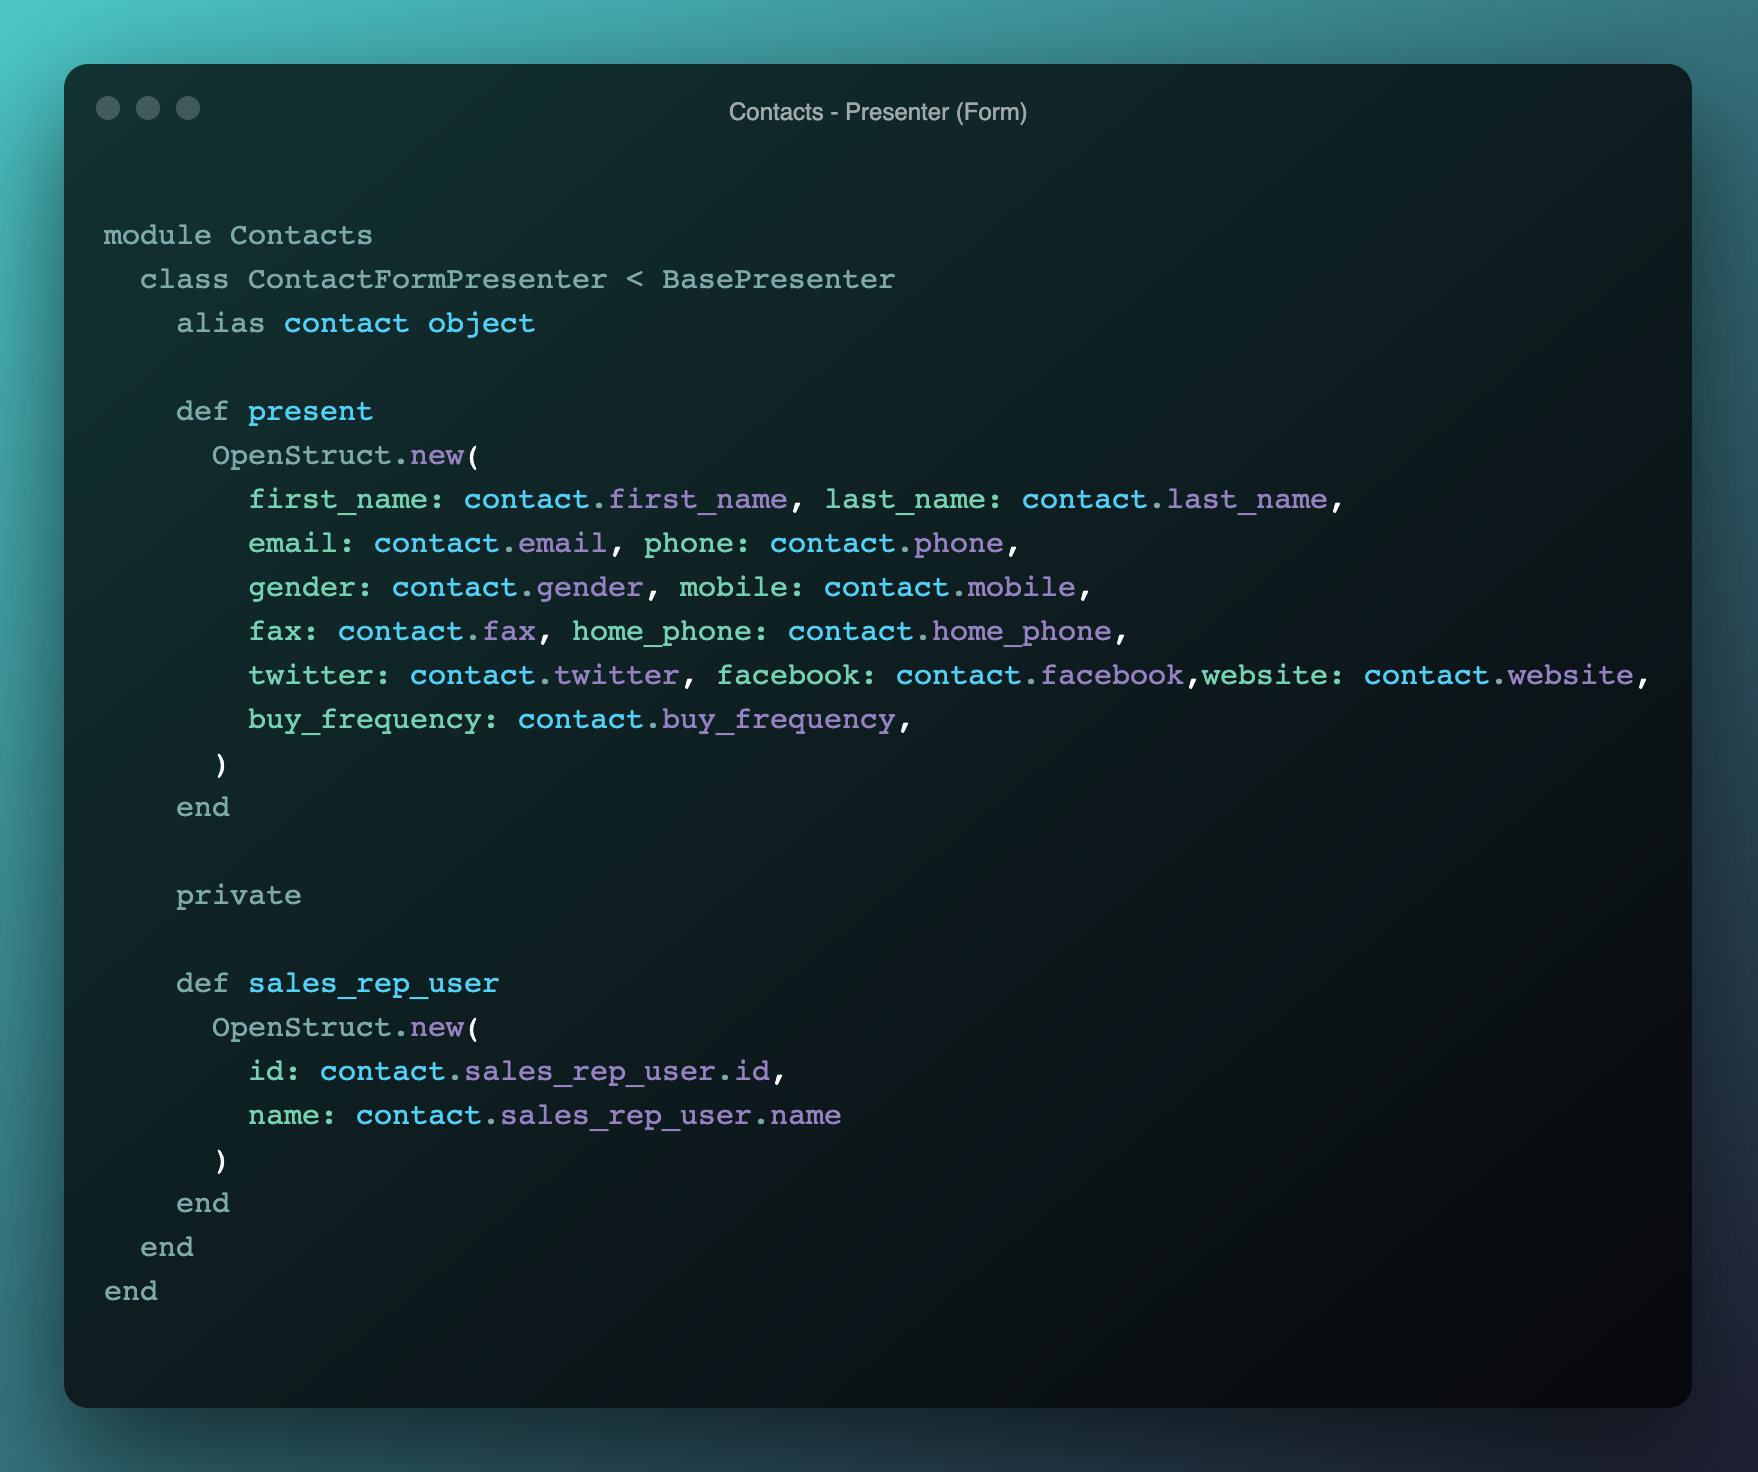 Contacts - Presenter (Form)
module Contacts
  class ContactFormPresenter < BasePresenter
    alias contact object

    def present
      OpenStruct.new(
        first_name: contact.first_name, last_name: contact.last_name,
        email: contact.email, phone: contact.phone,
        gender: contact.gender, mobile: contact.mobile,
        fax: contact.fax, home_phone: contact.home_phone,
        twitter: contact.twitter, facebook: contact.facebook,website: contact.website,
        buy_frequency: contact.buy_frequency,
      )
    end

    private

    def sales_rep_user
      OpenStruct.new(
        id: contact.sales_rep_user.id,
        name: contact.sales_rep_user.name
      )
    end
  end
end